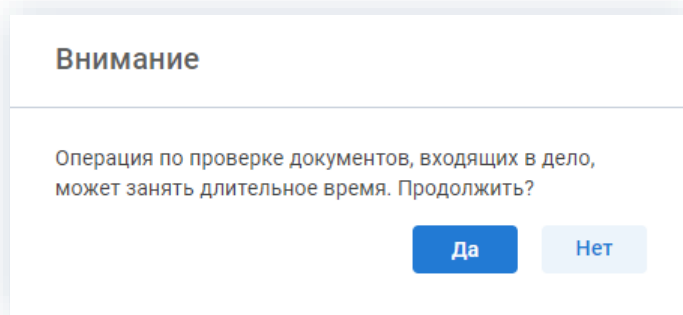 Внимание
Операция по проверке документов, входящих в дело,
может занять длительное время. Продолжить?
Да Нет